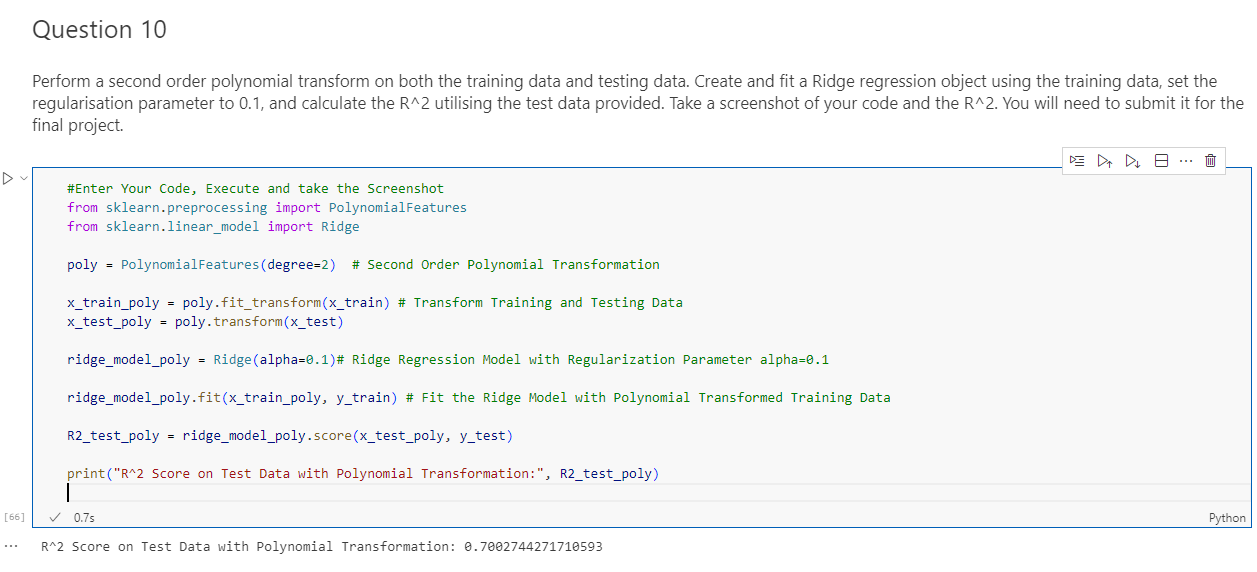 Question 10
Perform a second order polynomial transform on both the training data and testing data. Create and fit a Ridge regression object using the training data, set the
regularisation parameter to 0.1, and calculate the R^2 utilising the test data provided. Take a screenshot of your code and the R^2. You will need to submit it for the
final project.
#Enter Your Code, Execute and take the Screenshot
from sklearn.preprocessing import PolynomialFeatures
from sklearn.linear_model import Ridge
poly = PolynomialFeatures(degree=2)  # Second Order Polynomial Transformation
x_train_poly = poly.fit_transform(x_train) # Transform Training and Testing Data
x_test_poly = poly.transform(x_test)
ridge_model_poly = Ridge(alpha=0.1)# Ridge Regression Model with Regularization Parameter alpha=0.1
ridge_model_poly.fit(x_train_poly, y_train) # Fit the Ridge Model with Polynomial Transformed Training Data
R2_test_poly = ridge_model_poly.score(x_test_poly, y_test)
print("R^2 Score on Test Data with Polynomial Transformation:", R2_test_poly)
[66] 0.7s Python
R^2 Score on Test Data with Polynomial Transformation: 0.7002744271710593